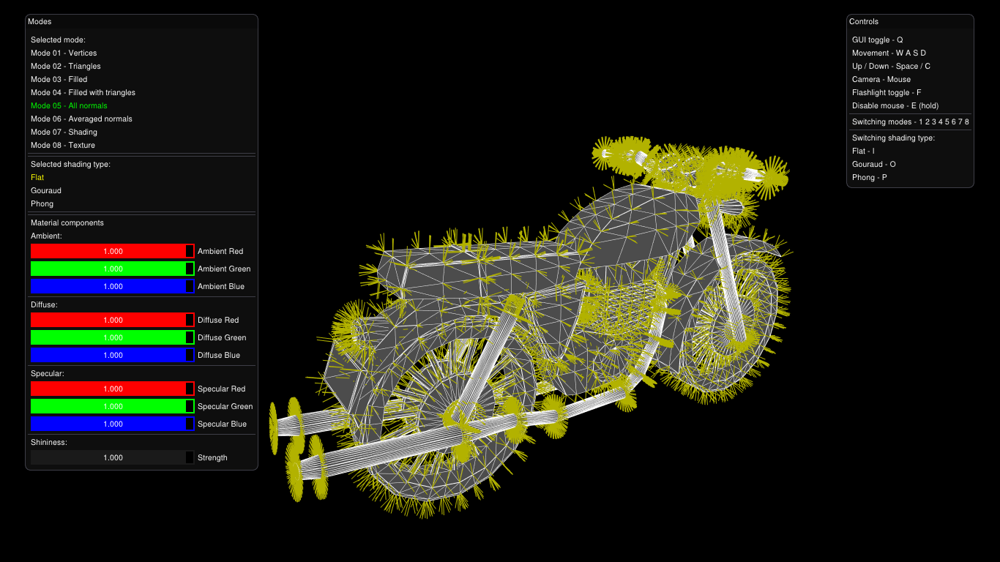 Modes
Selected mode:
Mode 01 - Vertices
Mode 02 - Triangles
Mode 03 - Filled
Mode 04 - Filled with triangles
Mode 05 - All normals
Mode 06 - Averaged normals
Mode 07 - Shading
Mode 08 - Texture
Selected shading type:
Flat
Gouraud
Phong
Material components
Ambient:
1.000 Ambient Red
1.000 Ambient Green
1.000 Ambient Blue
Diffuse:
1.000 Diffuse Red
1.000 Diffuse Green
1.000 Diffuse Blue
Specular:
1.000 Specular Red
1.000 Specular Green
1.000 Specular Blue
Shininess:
1.000 Strength
Controls
GUI toggle - Q
Movement - W A S D
Up / Down - Space / C
Camera - Mouse
Flashlight toggle - F
Disable mouse - E (hold)
Switching modes - 1 2 3 4 5 6 7 8
Switching shading type:
Flat - I
Gouraud - O
Phong - P